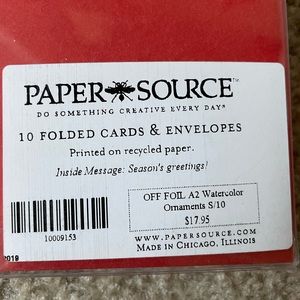 PAPER SOURCE™
DO SOMETHING CREATIVE EVERY DAY®
10 FOLDED CARDS & ENVELOPES
Printed on recycled paper.
Inside Message: Season's greetings!
OFF FOIL A2 Watercolor
Ornaments S/10
$17.95
10009153
WWW.PAPERSOURCE.COM
MADE IN CHICAGO, ILLINOIS
2019